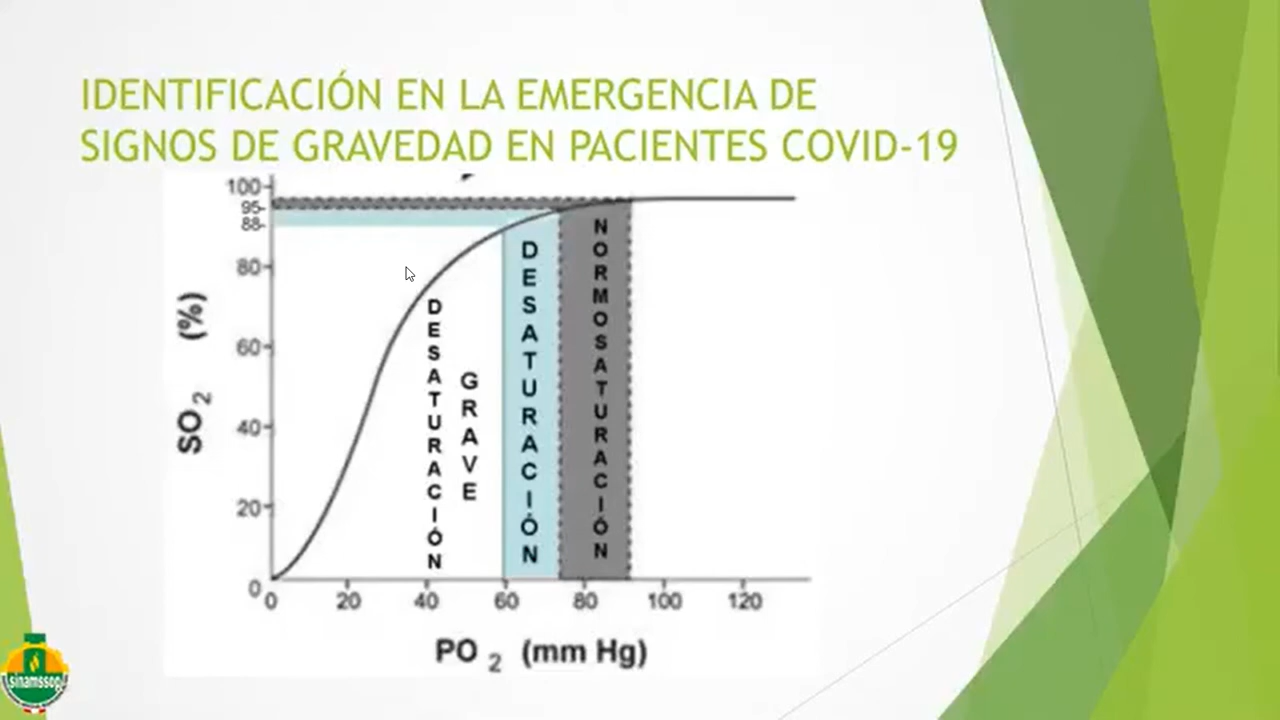 IDENTIFICACIÓN EN LA EMERGENCIA DE
SIGNOS DE GRAVEDAD EN PACIENTES COVID-19
100
95
88
80
60
40
20
0
SO2 (%)
DESATURACIÓN
GRAVE
DESATURACIÓN
NORMOSATURACIÓN
0 20 40 60 80 100 120
PO2 (mm Hg)
sinamssop